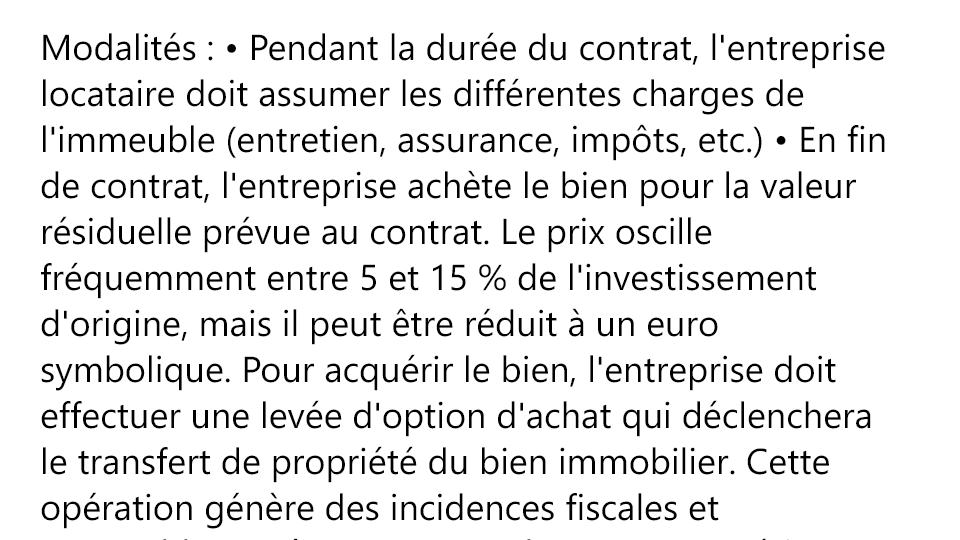 Modalités : • Pendant la durée du contrat, l'entreprise
locataire doit assumer les différentes charges de
l'immeuble (entretien, assurance, impôts, etc.) • En fin
de contrat, l'entreprise achète le bien pour la valeur
résiduelle prévue au contrat. Le prix oscille
fréquemment entre 5 et 15 % de l'investissement
d'origine, mais il peut être réduit à un euro
symbolique. Pour acquérir le bien, l'entreprise doit
effectuer une levée d'option d'achat qui déclenchera
le transfert de propriété du bien immobilier. Cette
opération génère des incidences fiscales et